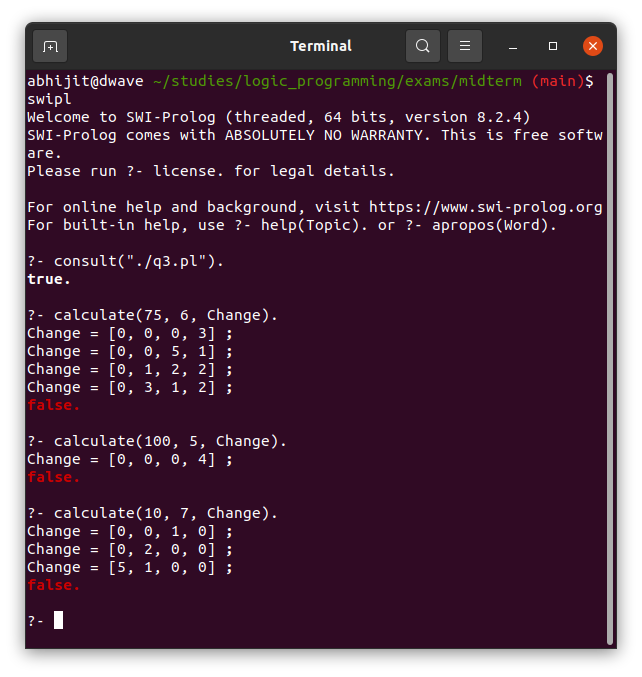 Terminal
abhijit@dwave ~/studies/logic_programming/exams/midterm (main)$
swipl
Welcome to SWI-Prolog (threaded, 64 bits, version 8.2.4)
SWI-Prolog comes with ABSOLUTELY NO WARRANTY. This is free softw
are.
Please run ?- license. for legal details.
For online help and background, visit https://www.swi-prolog.org
For built-in help, use ?- help(Topic). or ?- apropos(Word).
?- consult("./q3.pl").
true.
?- calculate(75, 6, Change).
Change = [0, 0, 0, 3] ;
Change = [0, 0, 5, 1] ;
Change = [0, 1, 2, 2] ;
Change = [0, 3, 1, 2] ;
false.
?- calculate(100, 5, Change).
Change = [0, 0, 0, 4] ;
false.
?- calculate(10, 7, Change).
Change = [0, 0, 1, 0] ;
Change = [0, 2, 0, 0] ;
Change = [5, 1, 0, 0] ;
false.
?-